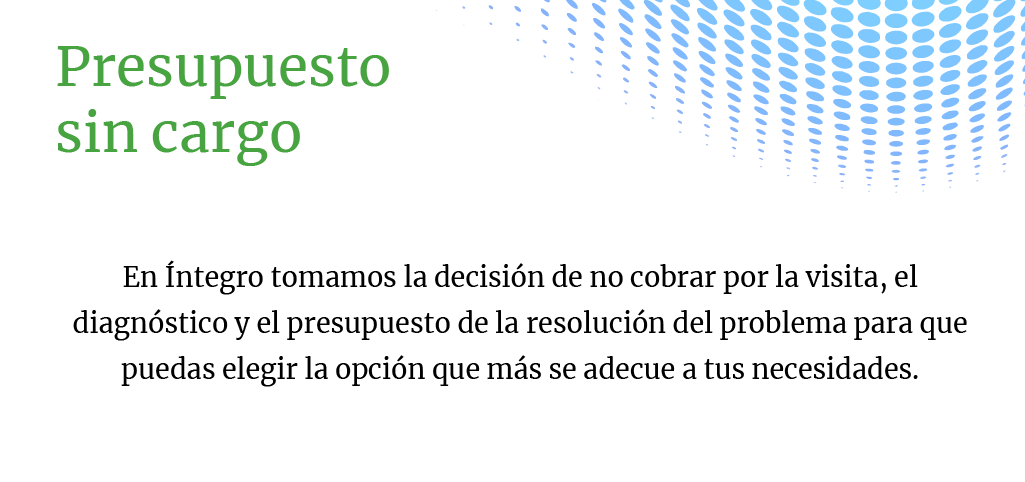 Presupuesto
sin cargo
En Íntegro tomamos la decisión de no cobrar por la visita, el
diagnóstico y el presupuesto de la resolución del problema para que
puedas elegir la opción que más se adecue a tus necesidades.